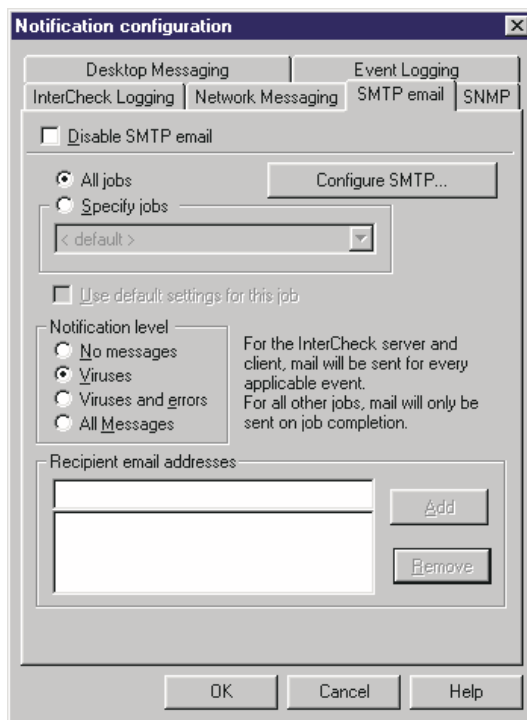 Notification configuration
Desktop Messaging
Event Logging
InterCheck Logging
Network Messaging
SMTP email
SNMP
Disable SMTP email
All jobs
Configure SMTP...
Specify jobs
< default >
Use default settings for this job
Notification level
No messages
Viruses
Viruses and errors
All Messages
For the InterCheck server and
client, mail will be sent for every
applicable event.
For all other jobs, mail will only be
sent on job completion.
Recipient email addresses
Add
Remove
OK
Cancel
Help